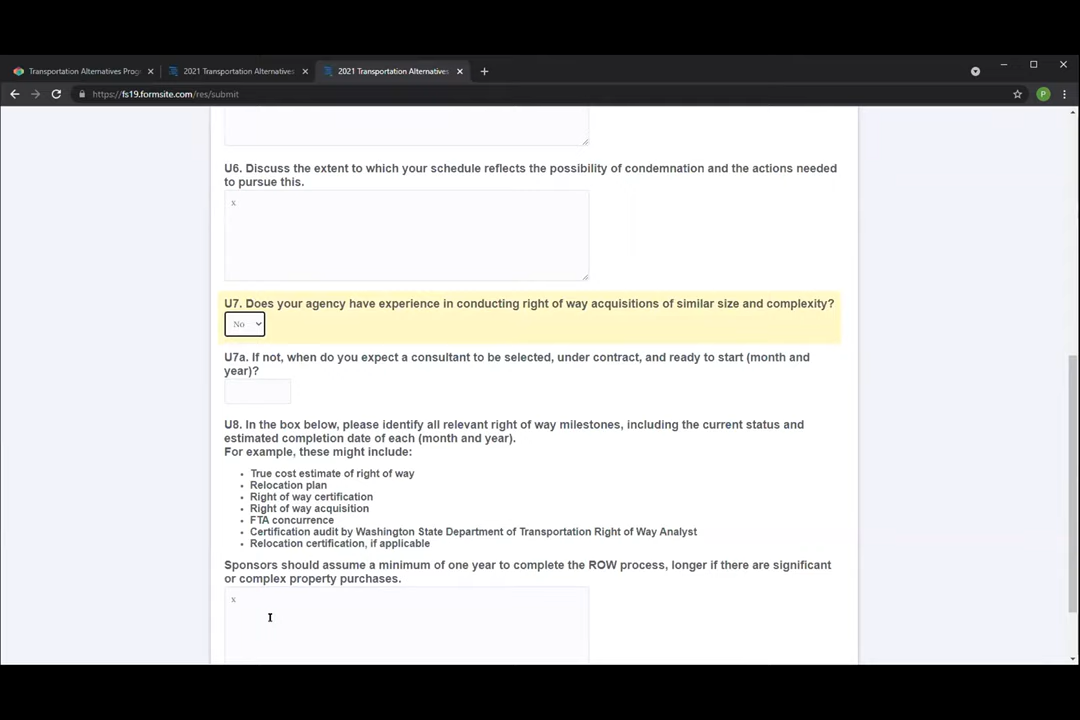 Transportation Alternatives Prog
2021 Transportation Alternatives
2021 Transportation Alternatives
https://fs19.formsite.com/res/submit
P
U6. Discuss the extent to which your schedule reflects the possibility of condemnation and the actions needed
to pursue this.
x
U7. Does your agency have experience in conducting right of way acquisitions of similar size and complexity?
No
U7a. If not, when do you expect a consultant to be selected, under contract, and ready to start (month and
year)?
U8. In the box below, please identify all relevant right of way milestones, including the current status and
estimated completion date of each (month and year).
For example, these might include:
• True cost estimate of right of way
• Relocation plan
• Right of way certification
• Right of way acquisition
• FTA concurrence
• Certification audit by Washington State Department of Transportation Right of Way Analyst
• Relocation certification, if applicable
Sponsors should assume a minimum of one year to complete the ROW process, longer if there are significant
or complex property purchases.
x